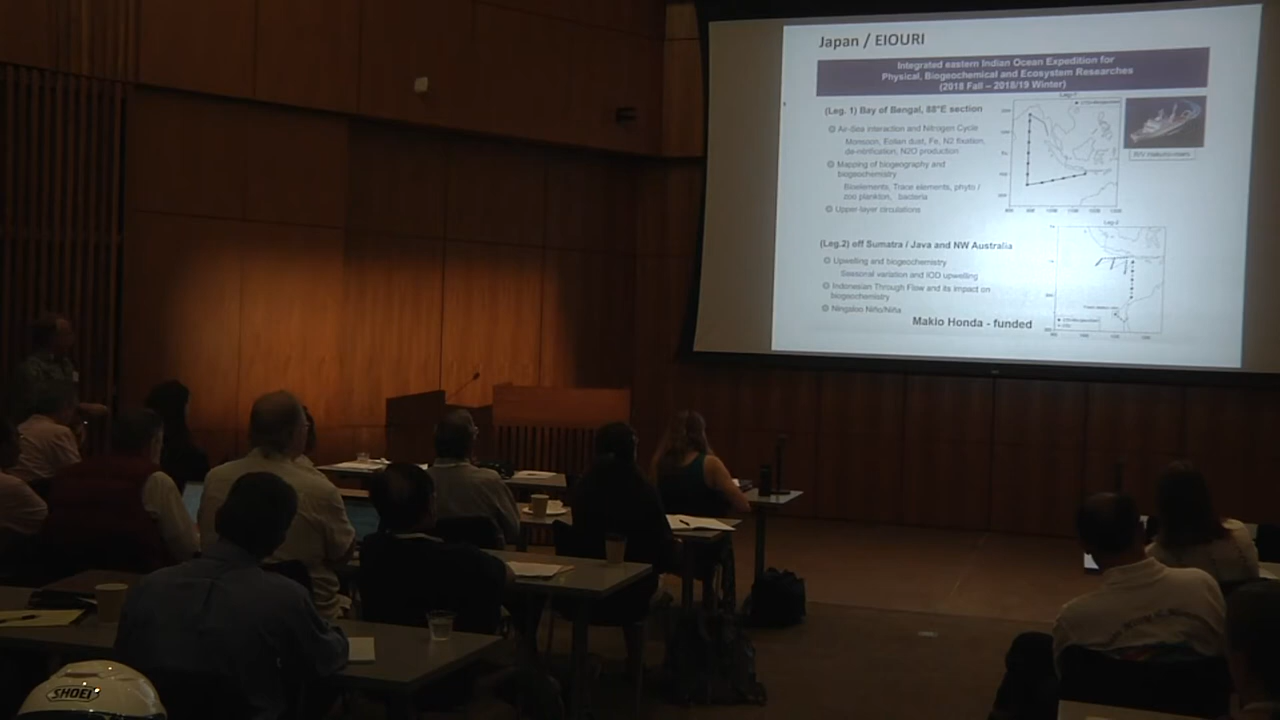 Japan / EIOURI
Integrated eastern Indian Ocean Expedition for
Physical, Biogeochemical and Ecosystem Researches
(2018 Fall – 2018/19 Winter)
(Leg. 1) Bay of Bengal, 88°E section
Air-Sea interaction and Nitrogen Cycle
Monsoon, Eolian dust, Fe, N2 fixation,
de-nitrification, N2O production
Mapping of biogeography and
biogeochemistry
Bioelements, Trace elements, phyto /
zoo plankton, bacteria
Upper-layer circulations
Leg-1
(Leg.2) off Sumatra / Java and NW Australia
Upwelling and biogeochemistry
Seasonal variation and IOD upwelling
Indonesian Through Flow and its impact on
biogeochemistry
Ningaloo Niño/Niña
Leg-2
Makio Honda - funded
SHOEI